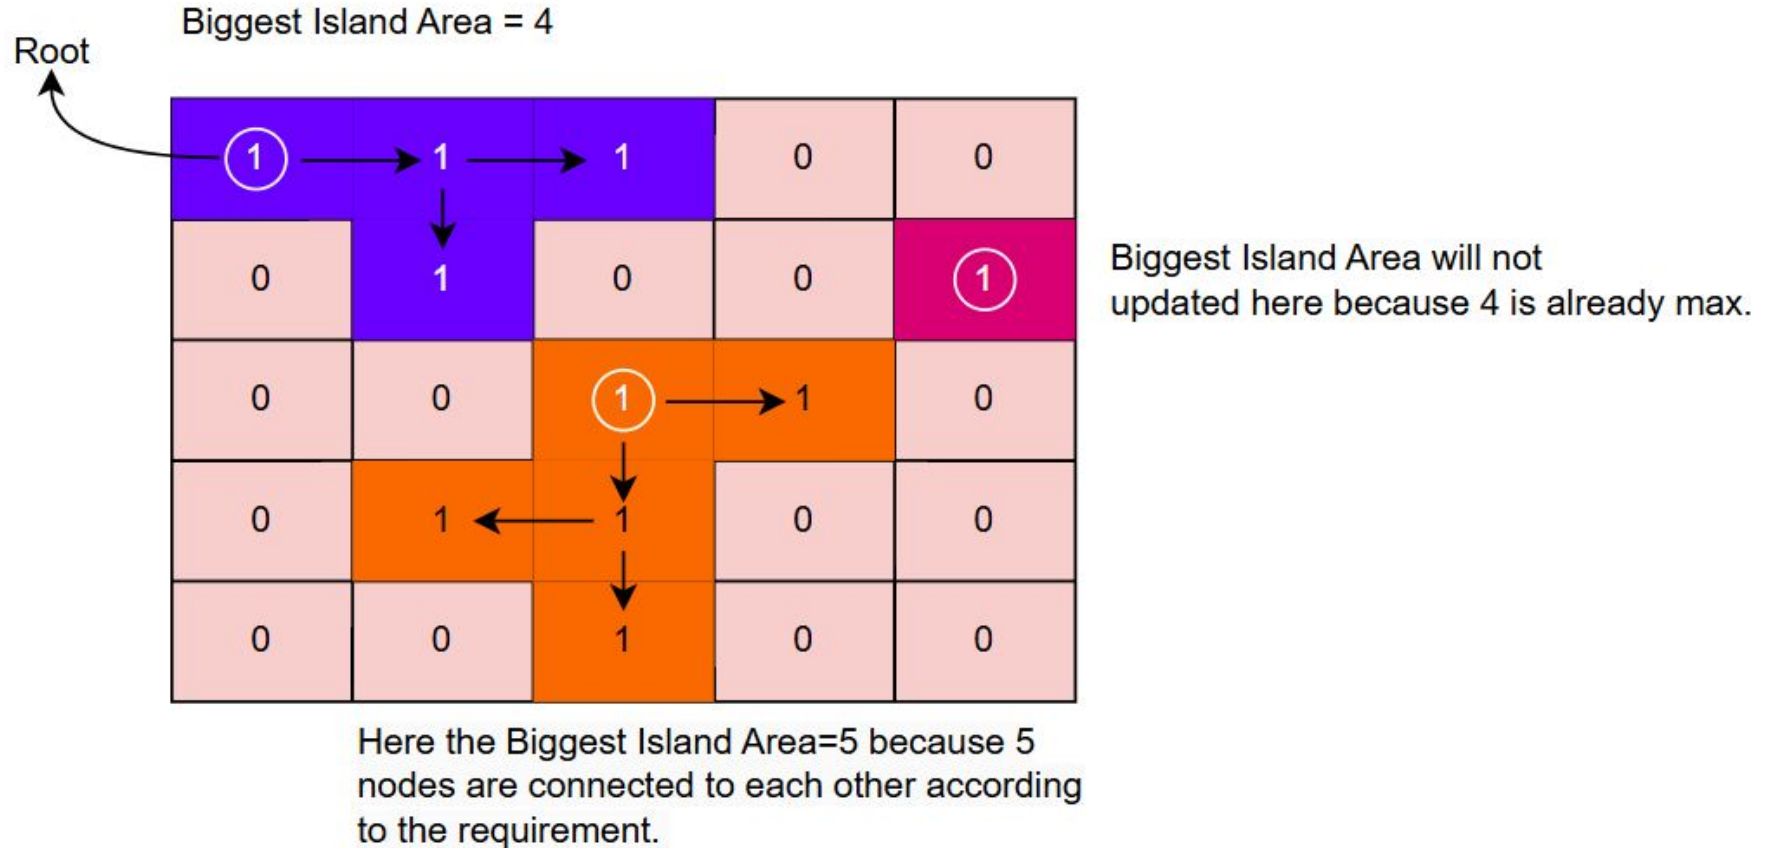 Biggest Island Area = 4
Root
1 1 1 0 0
0 1 0 0 1
Biggest Island Area will not
updated here because 4 is already max.
0 0 1 1 0
0 1 1 0 0
0 0 1 0 0
Here the Biggest Island Area=5 because 5
nodes are connected to each other according
to the requirement.